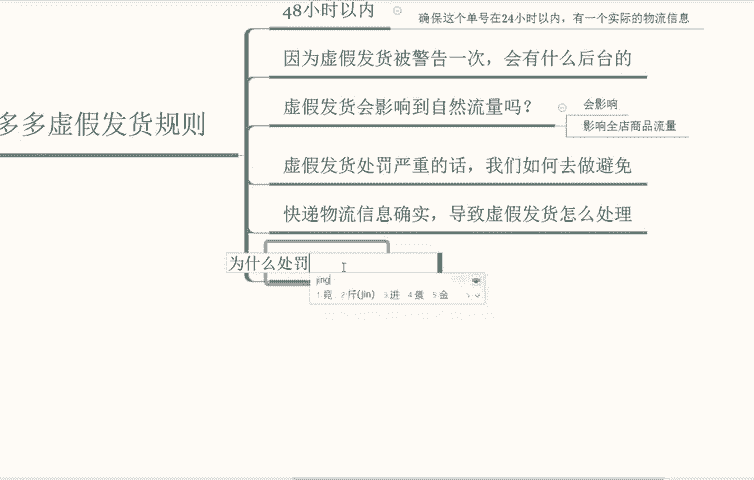 48小时以内
确保这个单号在24小时以内，有一个实际的物流信息
因为虚假发货被警告一次，会有什么后台的
多多虚假发货规则
虚假发货会影响到自然流量吗？
会影响
影响全店商品流量
虚假发货处罚严重的话，我们如何去做避免
快递物流信息确实，导致虚假发货怎么处理
为什么处罚
jing
1 竟 2 斤(jin) 3 进 4 景 5 金